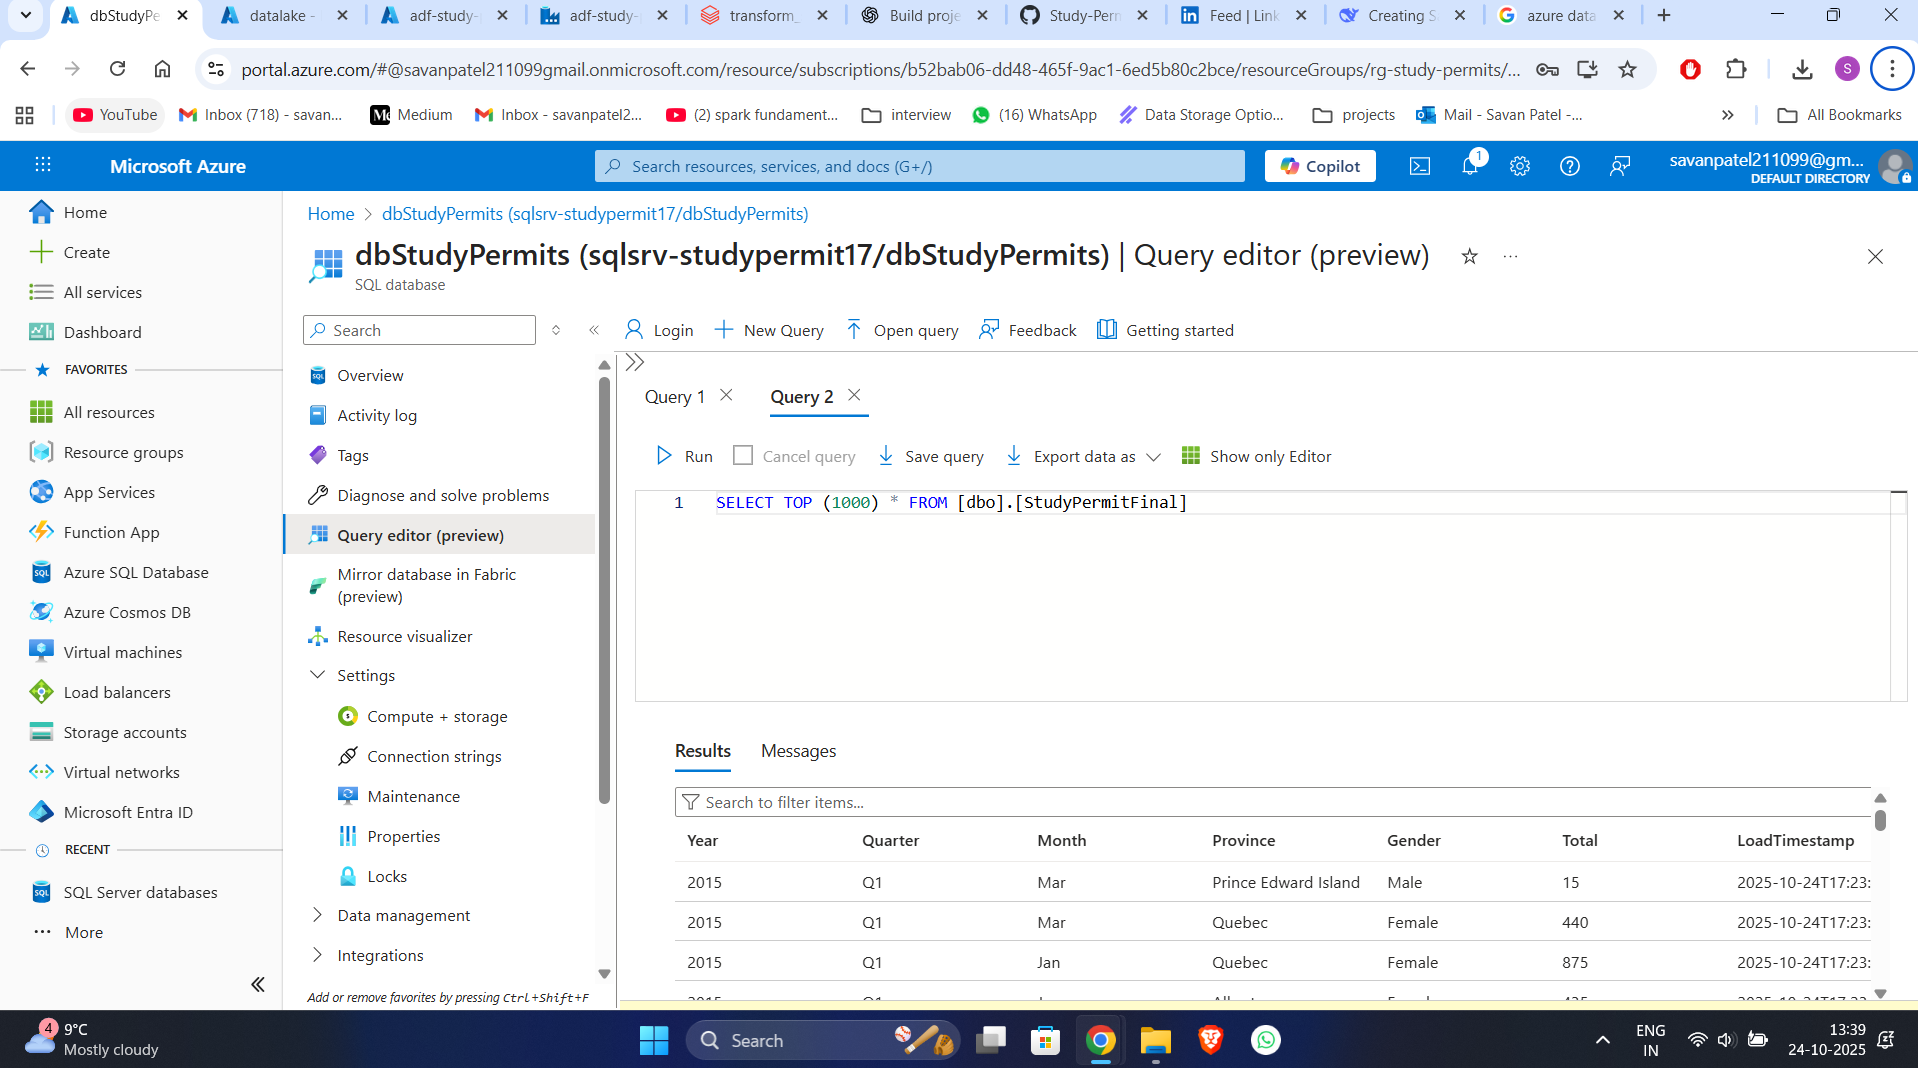 dbStudyPe
datalake -
adf-study-
adf-study-
transform_
Build proje
Study-Perm
Feed | Link
Creating S
azure data
portal.azure.com/#@savanpatel211099gmail.onmicrosoft.com/resource/subscriptions/b52bab06-dd48-465f-9ac1-6ed5b80c2bce/resourceGroups/rg-study-permits/...
S
YouTube
Inbox (718) - savan...
Medium
Inbox - savanpatel2...
(2) spark fundament...
interview
(16) WhatsApp
Data Storage Optio...
projects
Mail - Savan Patel -...
All Bookmarks
Microsoft Azure
Search resources, services, and docs (G+/)
Copilot
1
savanpatel211099@gm...
DEFAULT DIRECTORY
Home
Create
All services
Dashboard
FAVORITES
All resources
Resource groups
App Services
Function App
Azure SQL Database
Azure Cosmos DB
Virtual machines
Load balancers
Storage accounts
Virtual networks
Microsoft Entra ID
RECENT
SQL Server databases
More
Home > dbStudyPermits (sqlsrv-studypermit17/dbStudyPermits)
dbStudyPermits (sqlsrv-studypermit17/dbStudyPermits) | Query editor (preview)
SQL database
Search
Overview
Activity log
Tags
Diagnose and solve problems
Query editor (preview)
Mirror database in Fabric
(preview)
Resource visualizer
Settings
Compute + storage
Connection strings
Maintenance
Properties
Locks
Data management
Integrations
Add or remove favorites by pressing Ctrl+Shift+F
Login
New Query
Open query
Feedback
Getting started
Query 1
Query 2
Run
Cancel query
Save query
Export data as
Show only Editor
1 SELECT TOP (1000) * FROM [dbo].[StudyPermitFinal]
Results Messages
Search to filter items...
Year Quarter Month Province Gender Total LoadTimestamp
2015 Q1 Mar Prince Edward Island Male 15 2025-10-24T17:23:
2015 Q1 Mar Quebec Female 440 2025-10-24T17:23:
2015 Q1 Jan Quebec Female 875 2025-10-24T17:23:
4
9°C
Mostly cloudy
Search
ENG
IN
13:39
24-10-2025